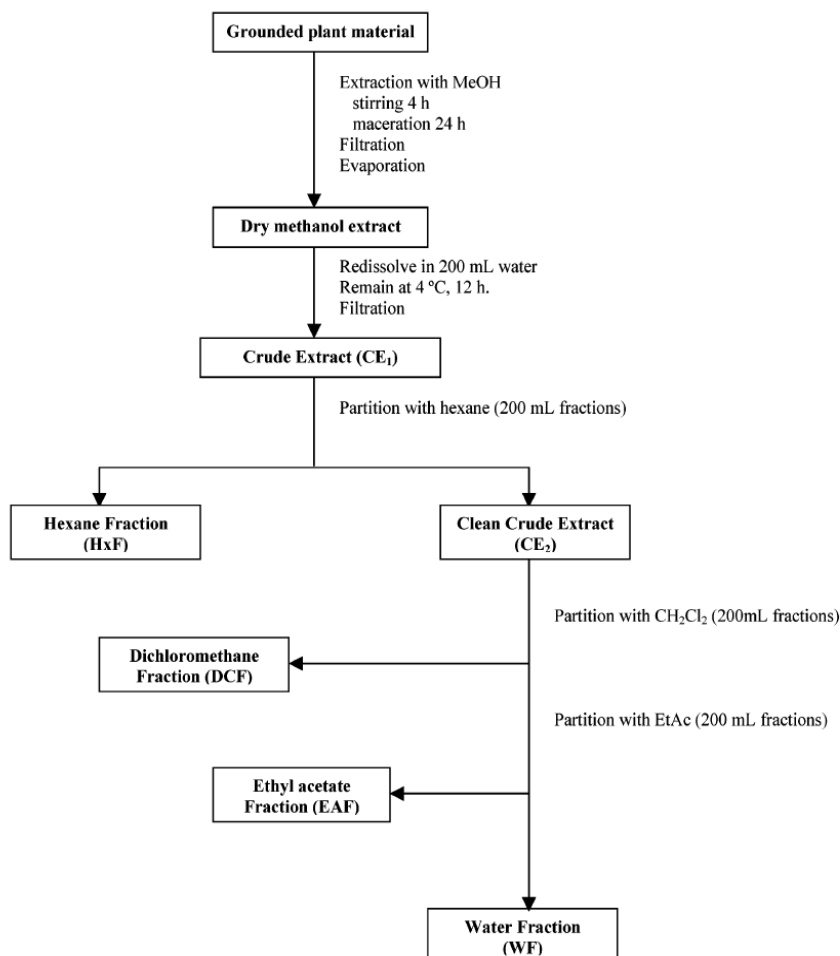 Grounded plant material
Extraction with MeOH
stirring 4 h
maceration 24 h
Filtration
Evaporation
Dry methanol extract
Redissolve in 200 mL water
Remain at 4 ºC, 12 h.
Filtration
Crude Extract (CE₁)
Partition with hexane (200 mL fractions)
Hexane Fraction
(HxF)
Clean Crude Extract
(CE₂)
Partition with CH₂Cl₂ (200mL fractions)
Dichloromethane
Fraction (DCF)
Partition with EtAc (200 mL fractions)
Ethyl acetate
Fraction (EAF)
Water Fraction
(WF)